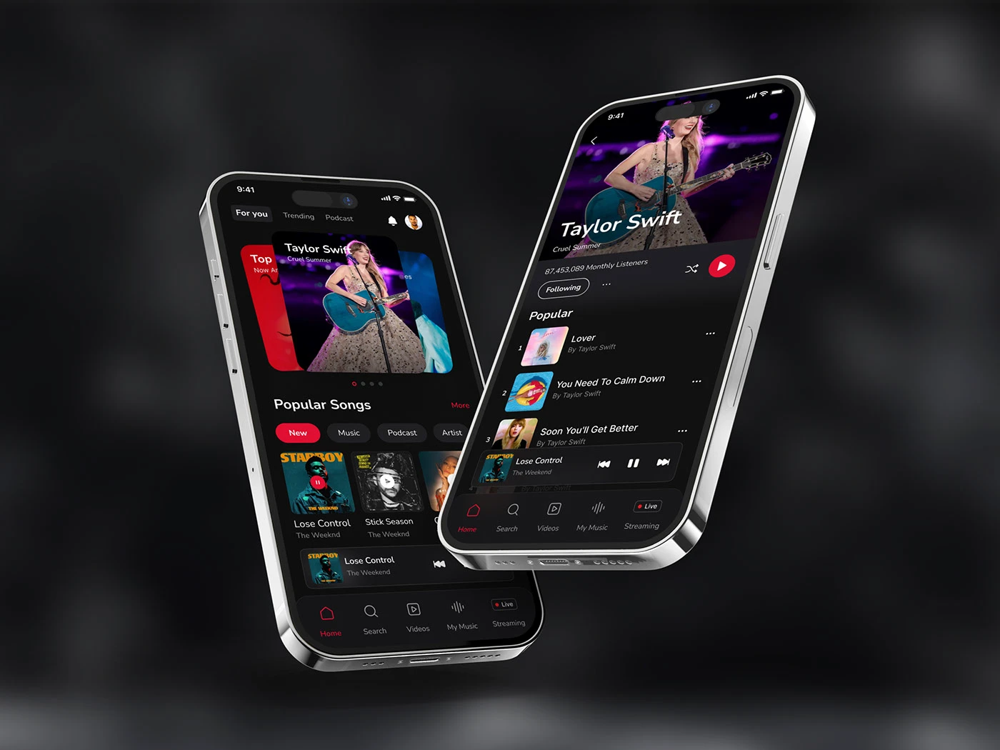 9:41
For you
Trending
Podcast
Top
Now Ar
Taylor Swift
Cruel Summer
es
Popular Songs
More
New
Music
Podcast
Artist
STARBOY
THE WEEKND
Lose Control
The Weeknd
Stick Season
The Weeknd
STARBOY
Lose Control
The Weekend
Home
Search
Videos
My Music
Live
Streaming
9:41
Taylor Swift
Cruel Summer
87,453,089 Monthly Listeners
Following
Popular
1
Lover
By Taylor Swift
2
You Need To Calm Down
By Taylor Swift
3
Soon You'll Get Better
By Taylor Swift
STARBOY
Lose Control
The Weekend
By Taylor Swift
Home
Search
Videos
My Music
Live
Streaming